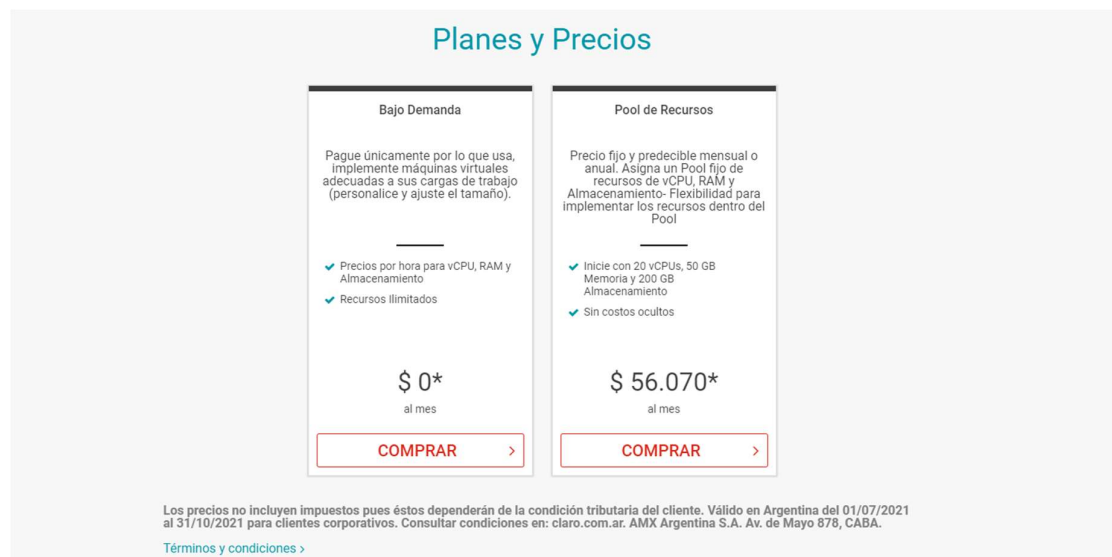 Planes y Precios
Bajo Demanda
Pague únicamente por lo que usa,
implemente máquinas virtuales
adecuadas a sus cargas de trabajo
(personalice y ajuste el tamaño).
Precios por hora para vCPU, RAM y
Almacenamiento
Recursos Ilimitados
$ 0*
al mes
COMPRAR
Pool de Recursos
Precio fijo y predecible mensual o
anual. Asigna un Pool fijo de
recursos de vCPU, RAM y
Almacenamiento- Flexibilidad para
implementar los recursos dentro del
Pool
Inicie con 20 vCPUs, 50 GB
Memoria y 200 GB
Almacenamiento
Sin costos ocultos
$ 56.070*
al mes
COMPRAR
Los precios no incluyen impuestos pues éstos dependerán de la condición tributaria del cliente. Válido en Argentina del 01/07/2021
al 31/10/2021 para clientes corporativos. Consultar condiciones en: claro.com.ar. AMX Argentina S.A. Av. de Mayo 878, CABA.
Términos y condiciones